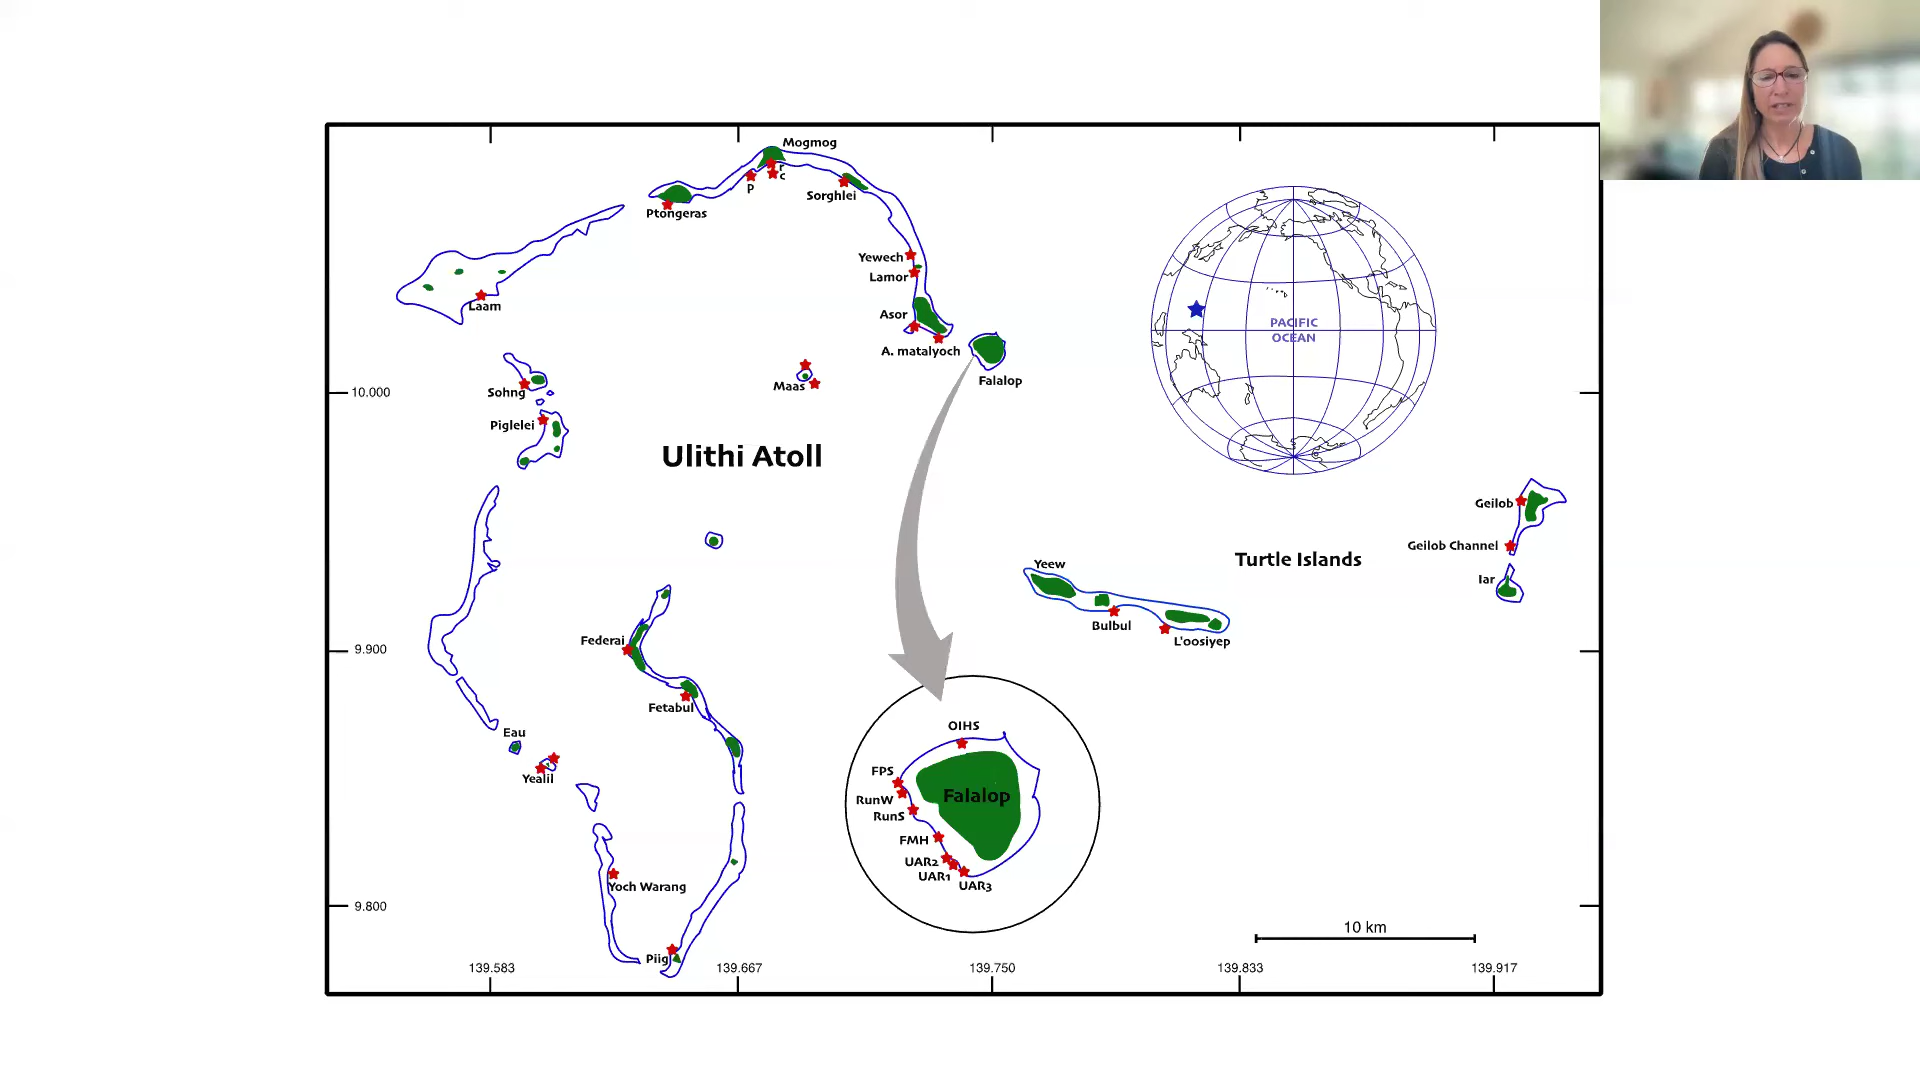 Mogmog
r
c
P
Sorghlei
Ptongeras
Yewech
Lamor
Laam
Asor
A. matalyoch
Falalop
Maas
Sohng
10.000
Piglelei
Ulithi Atoll
PACIFIC
OCEAN
Geilob
Geilob Channel
Turtle Islands
Iar
Yeew
Bulbul
L'oosiyep
Federai
9.900
Fetabul
Eau
Yealil
OIHS
FPS
RunW
RunS
Falalop
FMH
UAR2
UAR1
UAR3
Yoch Warang
9.800
10 km
Piig
139.583
139.667
139.750
139.833
139.917